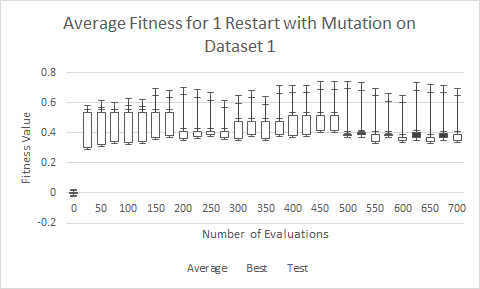 Average Fitness for 1 Restart with Mutation on
Dataset 1
0.8
0.6
0.4
0.2
0
-0.2
Fitness Value
0 50 100 150 200 250 300 350 400 450 500 550 600 650 700
Number of Evaluations
Average Best Test